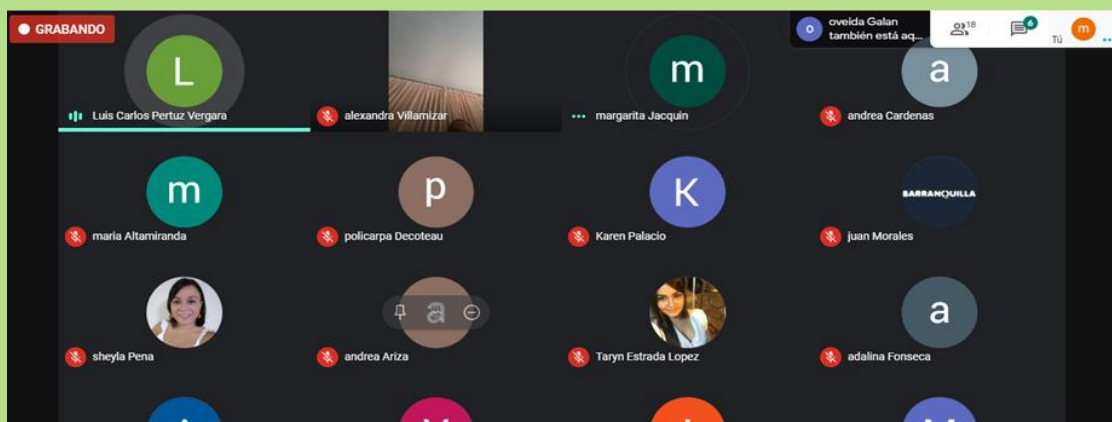 GRABANDO
oveida Galan
también está aq...
18
6
Tú
m
L
m
a
Luis Carlos Pertuz Vergara
alexandra Villamizar
margarita Jacquin
andrea Cardenas
m
p
K
BARRANQUILLA
maria Altamiranda
policarpa Decoteau
Karen Palacio
juan Morales
a
a
sheyla Pena
andrea Ariza
Taryn Estrada Lopez
adalina Fonseca